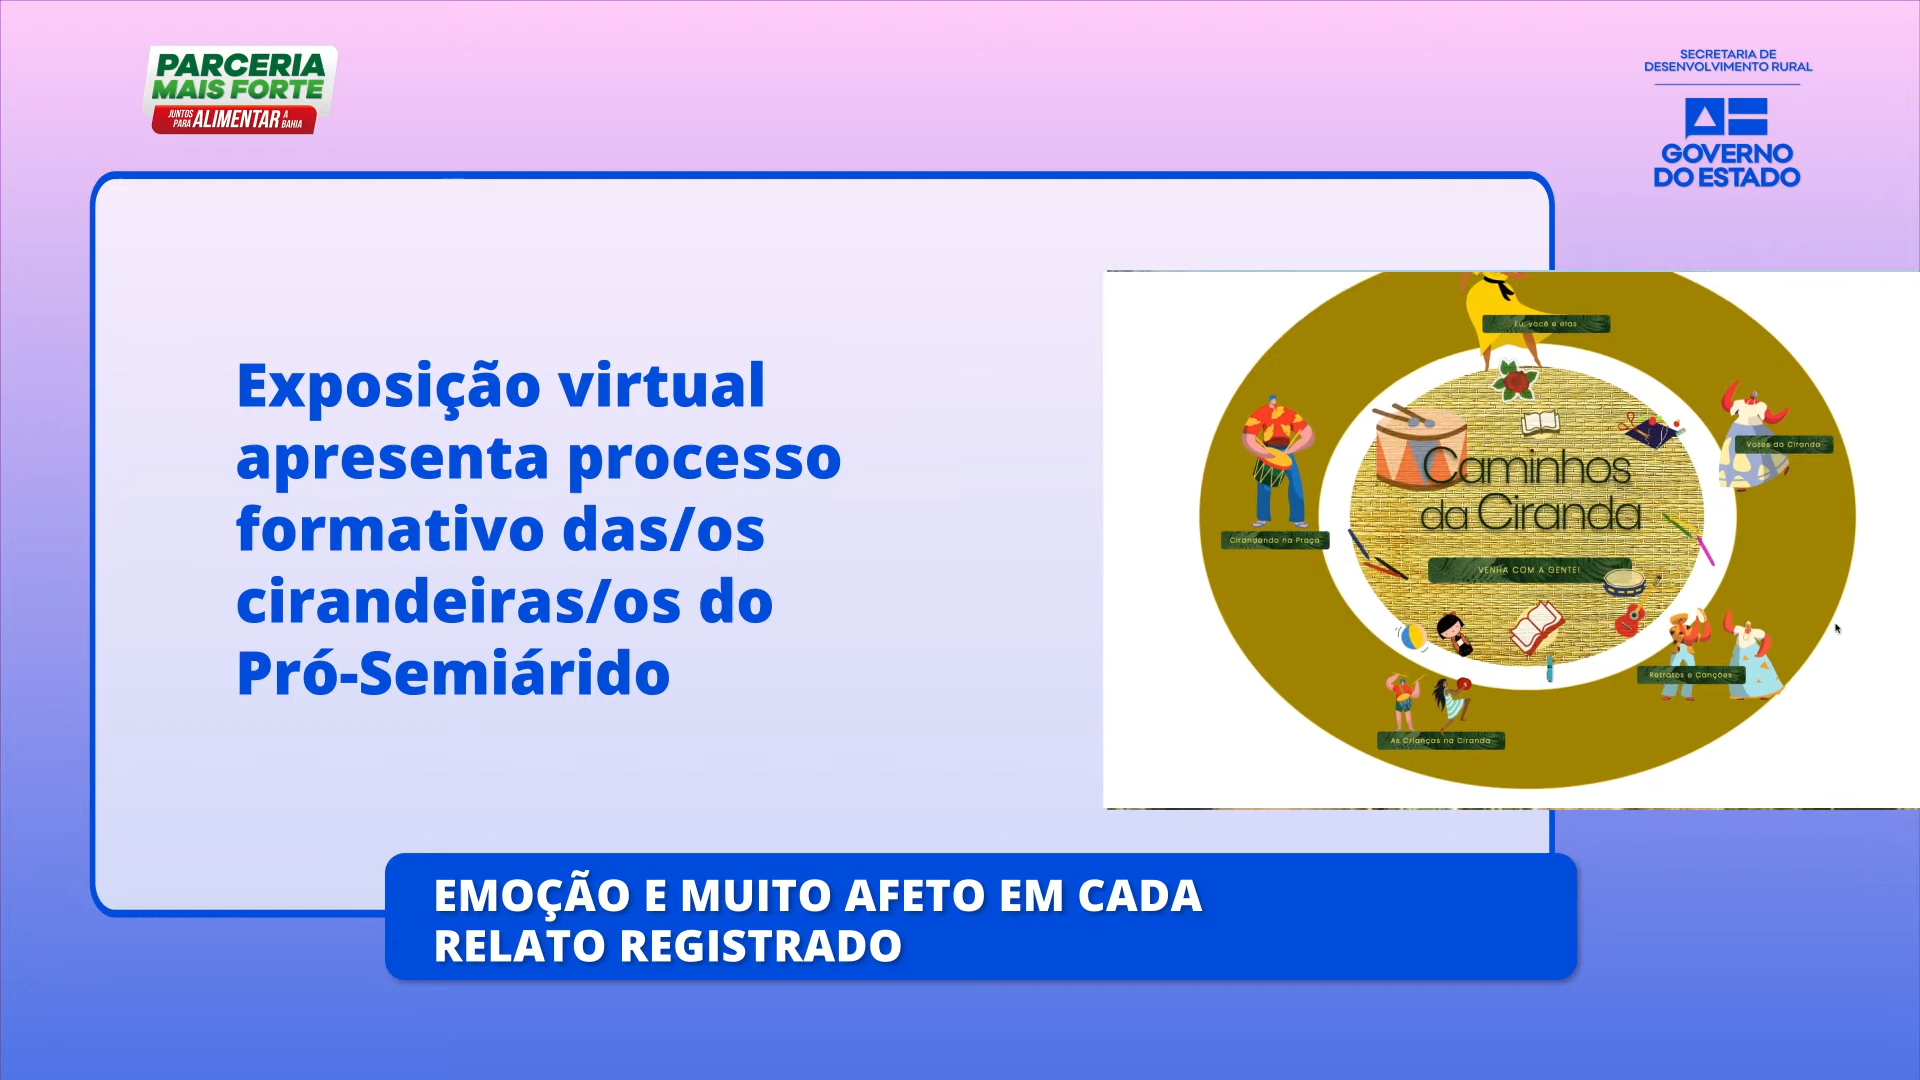 PARCERIA
MAIS FORTE
JUNTOS PARA ALIMENTAR A BAHIA
SECRETARIA DE
DESENVOLVIMENTO RURAL
GOVERNO
DO ESTADO
Exposição virtual
apresenta processo
formativo das/os
cirandeiras/os do
Pró-Semiárido
Eu, você e elas
Vozes da Ciranda
Caminhos
da Ciranda
Cirandando na Praça
VENHA COM A GENTE!
Retratos e Canções
As Crianças na Ciranda
EMOÇÃO E MUITO AFETO EM CADA
RELATO REGISTRADO